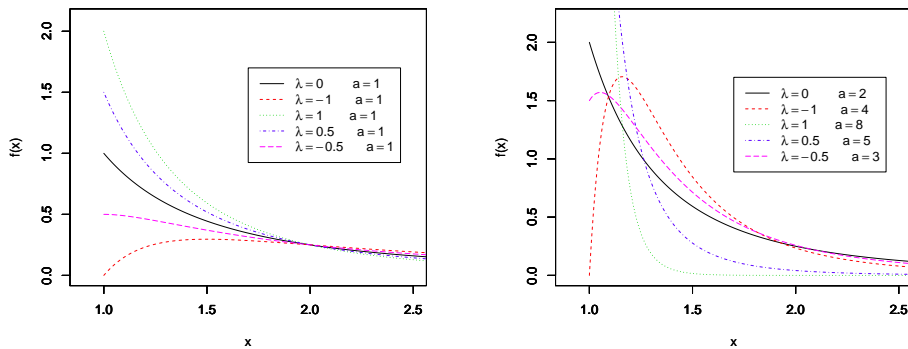 f(x)
2.0
1.5
1.0
0.5
0.0
λ = 0 a = 1
λ = −1 a = 1
λ = 1 a = 1
λ = 0.5 a = 1
λ = −0.5 a = 1
1.0 1.5 2.0 2.5
x
f(x)
2.0
1.5
1.0
0.5
0.0
λ = 0 a = 2
λ = −1 a = 4
λ = 1 a = 8
λ = 0.5 a = 5
λ = −0.5 a = 3
1.0 1.5 2.0 2.5
x